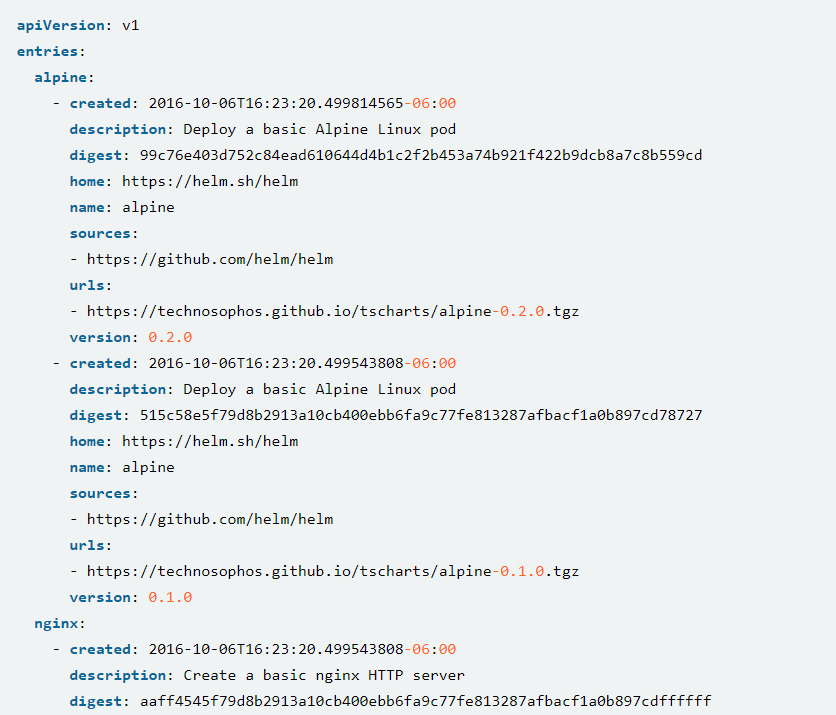 apiVersion: v1
entries:
  alpine:
    - created: 2016-10-06T16:23:20.499814565-06:00
      description: Deploy a basic Alpine Linux pod
      digest: 99c76e403d752c84ead610644d4b1c2f2b453a74b921f422b9dcb8a7c8b559cd
      home: https://helm.sh/helm
      name: alpine
      sources:
      - https://github.com/helm/helm
      urls:
      - https://technosophos.github.io/tscharts/alpine-0.2.0.tgz
      version: 0.2.0
    - created: 2016-10-06T16:23:20.499543808-06:00
      description: Deploy a basic Alpine Linux pod
      digest: 515c58e5f79d8b2913a10cb400ebb6fa9c77fe813287afbacf1a0b897cd78727
      home: https://helm.sh/helm
      name: alpine
      sources:
      - https://github.com/helm/helm
      urls:
      - https://technosophos.github.io/tscharts/alpine-0.1.0.tgz
      version: 0.1.0
  nginx:
    - created: 2016-10-06T16:23:20.499543808-06:00
      description: Create a basic nginx HTTP server
      digest: aaff4545f79d8b2913a10cb400ebb6fa9c77fe813287afbacf1a0b897cdffffff